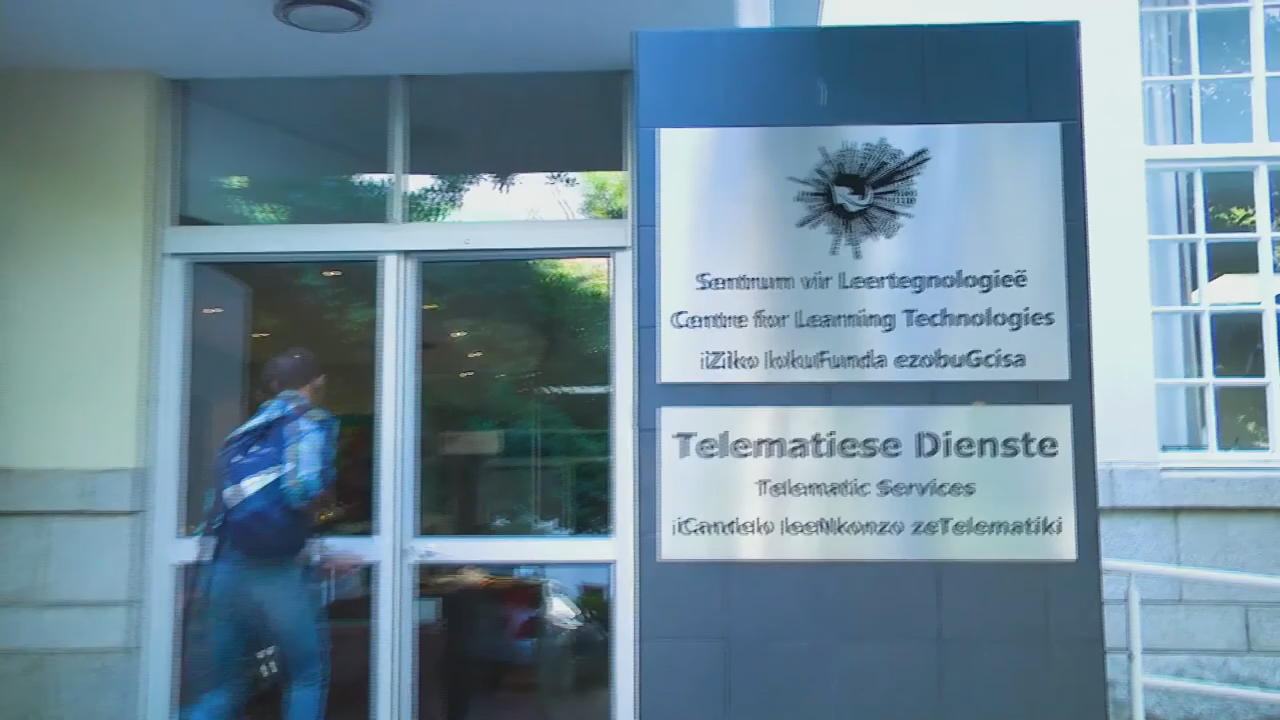 Sentrum vir Leertegnologieë
Centre for Learning Technologies
iZiko lokuFunda ezobuGcisa
Telematiese Dienste
Telematic Services
iCandelo leeNkonzo zeTelematiki